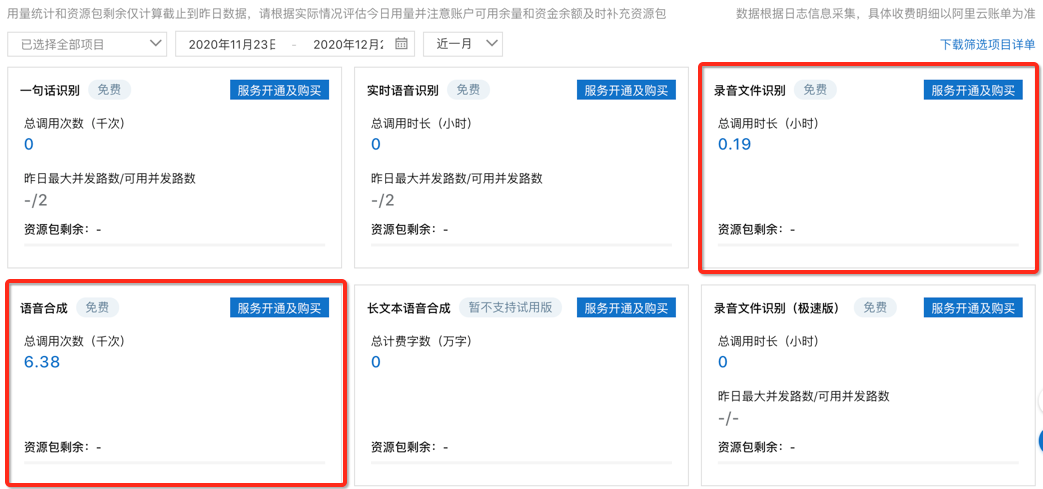 用量统计和资源包剩余仅计算截止到昨日数据，请根据实际情况评估今日用量并注意账户可用余量和资金余额及时补充资源包 数据根据日志信息采集，具体收费明细以阿里云账单为准
已选择全部项目 2020年11月23日 - 2020年12月2 近一月 下载筛选项目详单
一句话识别 免费 服务开通及购买
总调用次数（千次）
0
昨日最大并发路数/可用并发路数
-/2
资源包剩余：-
实时语音识别 免费 服务开通及购买
总调用时长（小时）
0
昨日最大并发路数/可用并发路数
-/2
资源包剩余：-
录音文件识别 免费 服务开通及购买
总调用时长（小时）
0.19
资源包剩余：-
语音合成 免费 服务开通及购买
总调用次数（千次）
6.38
资源包剩余：-
长文本语音合成 暂不支持试用版 服务开通及购买
总计费字数（万字）
0
资源包剩余：-
录音文件识别（极速版） 免费 服务开通及购买
总调用时长（小时）
0
昨日最大并发路数/可用并发路数
-/-
资源包剩余：-